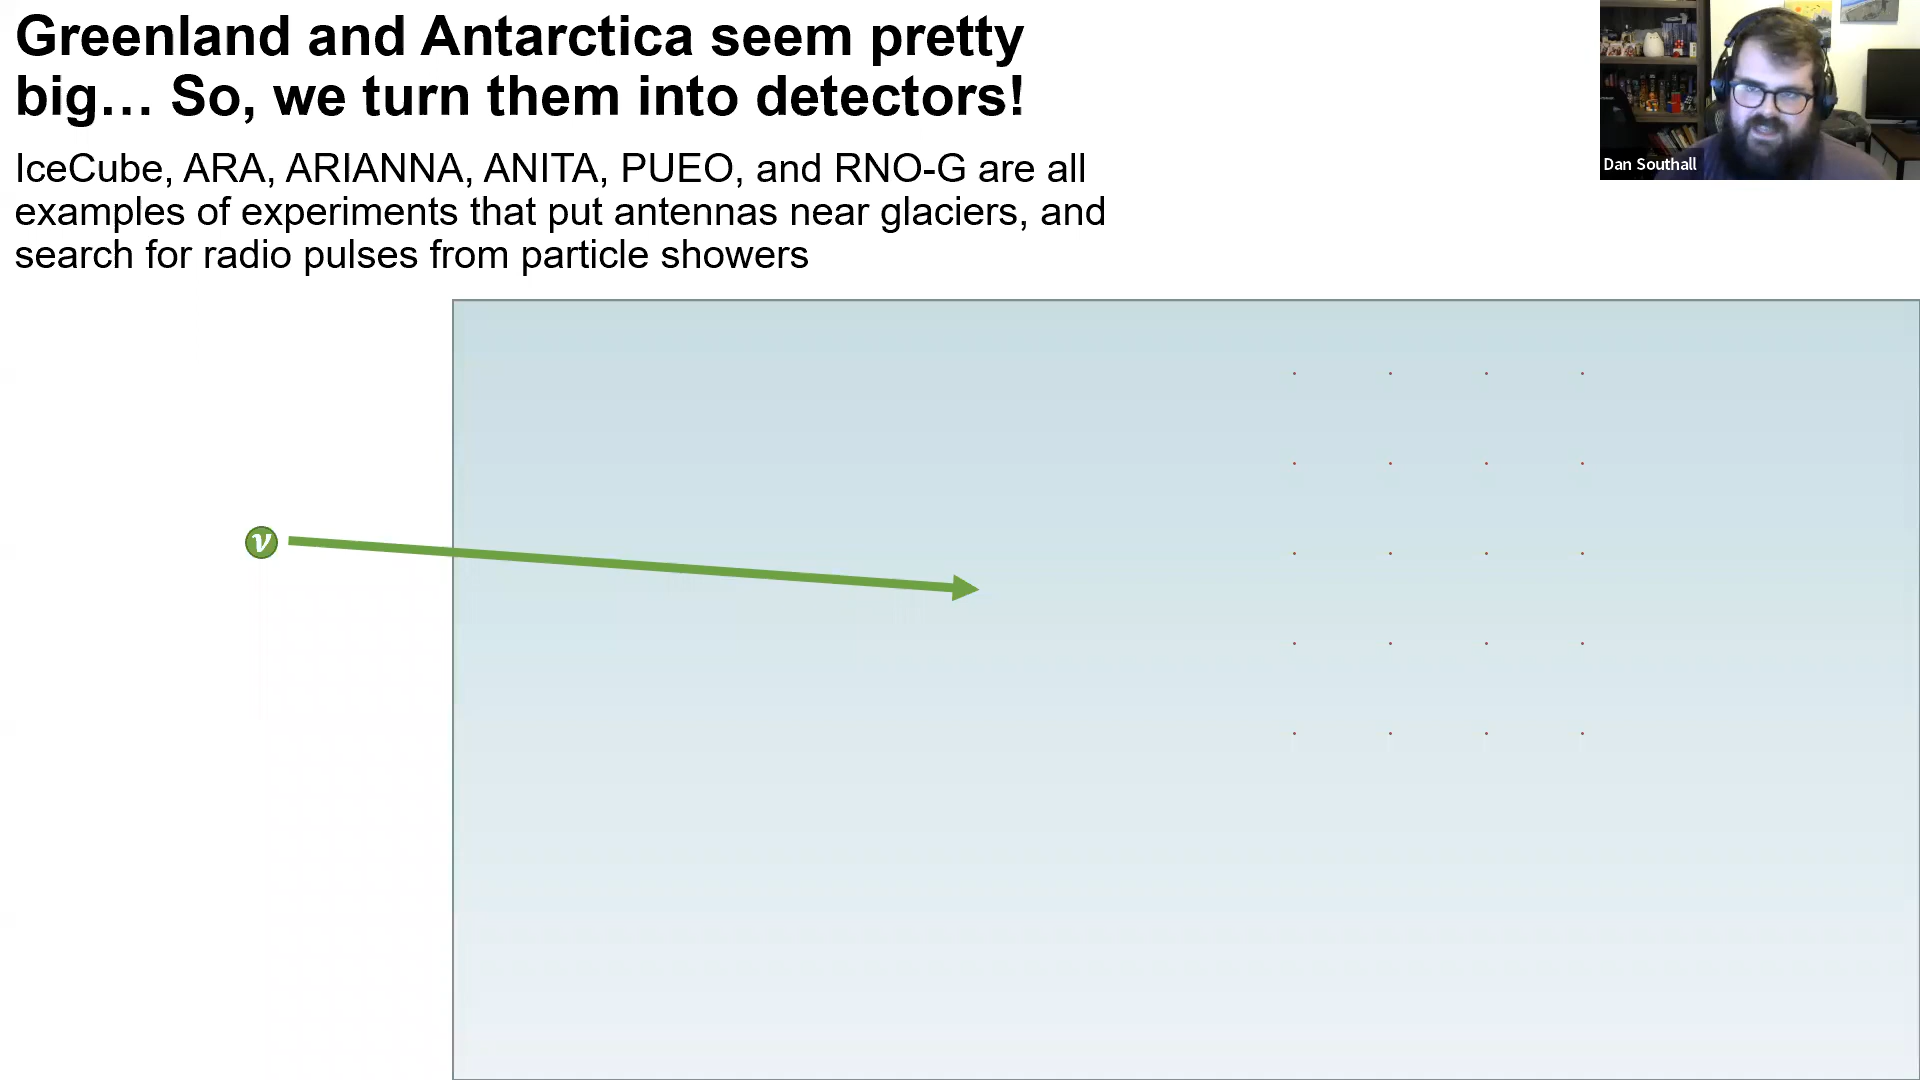 Greenland and Antarctica seem pretty
big… So, we turn them into detectors!
IceCube, ARA, ARIANNA, ANITA, PUEO, and RNO-G are all
examples of experiments that put antennas near glaciers, and
search for radio pulses from particle showers
Dan Southall
ν